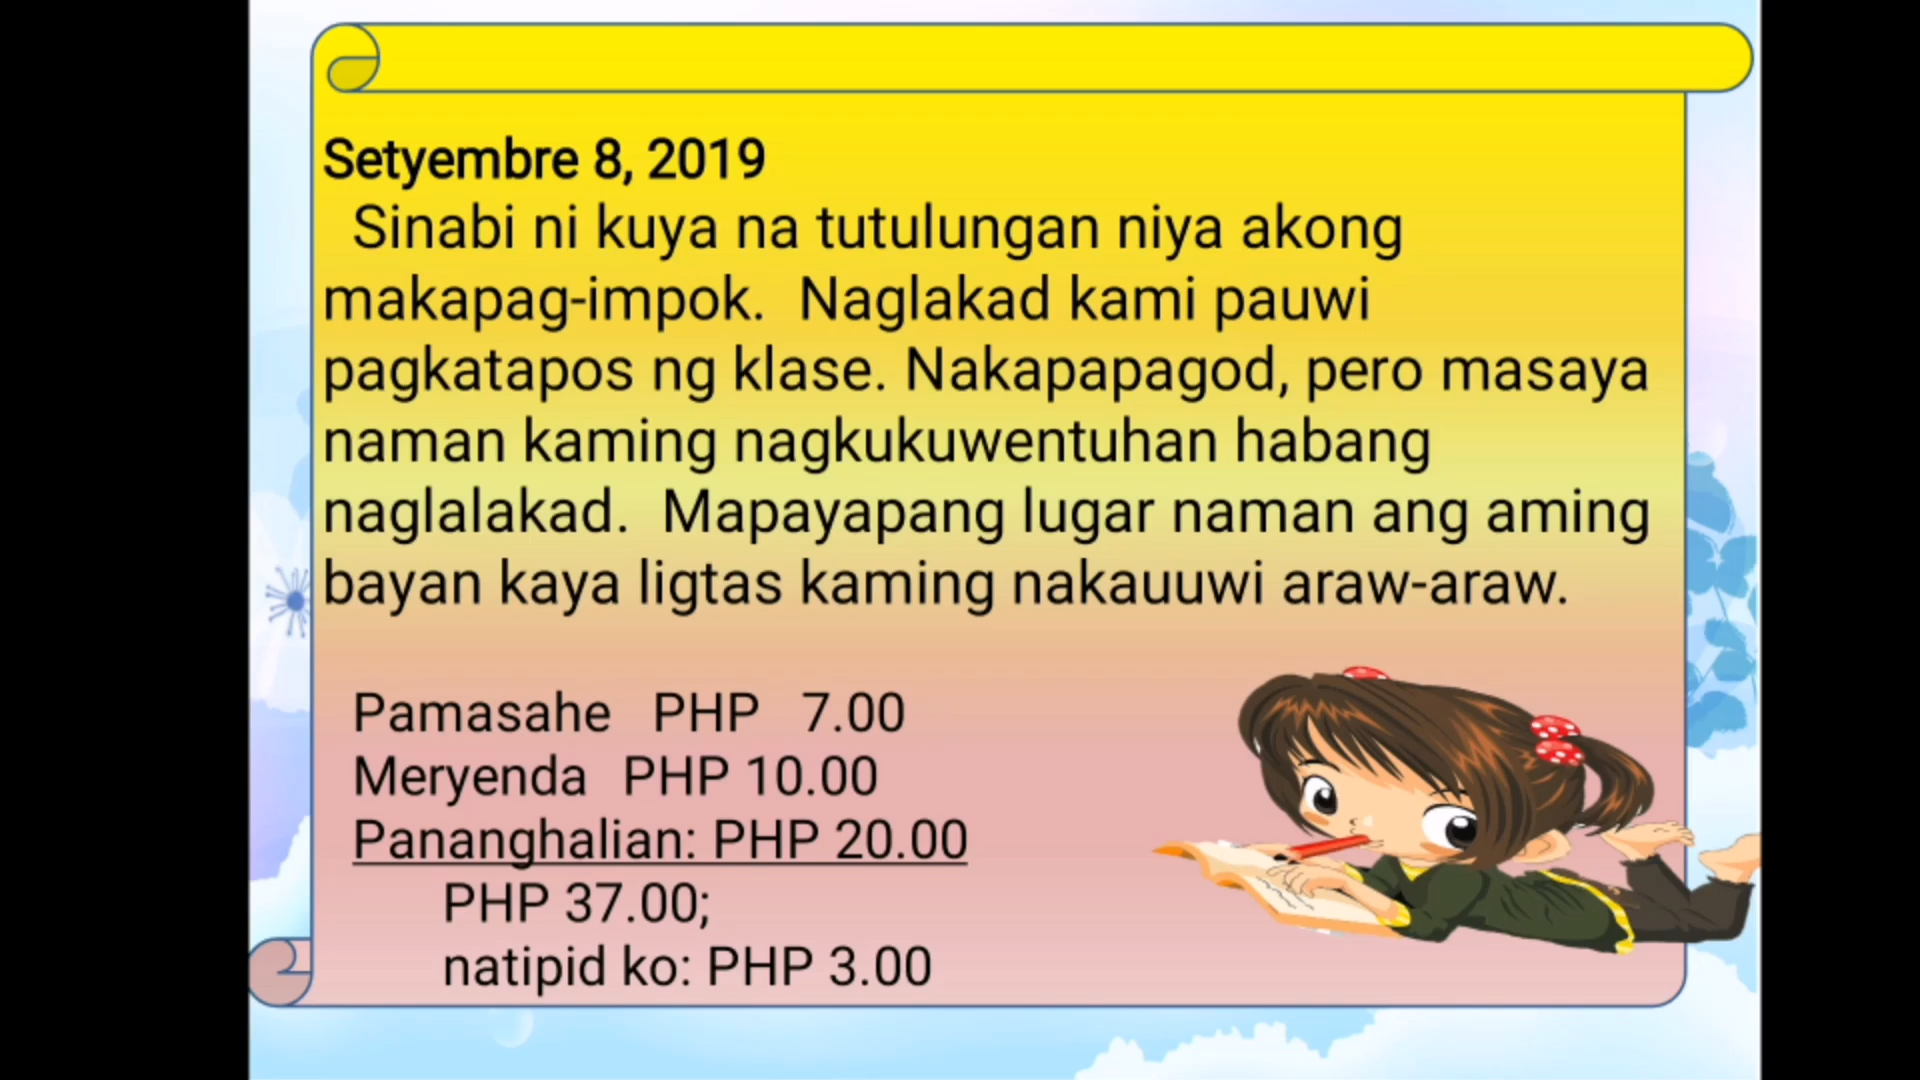 Setyembre 8, 2019
Sinabi ni kuya na tutulungan niya akong
makapag-impok. Naglakad kami pauwi
pagkatapos ng klase. Nakapapagod, pero masaya
naman kaming nagkukuwentuhan habang
naglalakad. Mapayapang lugar naman ang aming
bayan kaya ligtas kaming nakauuwi araw-araw.
Pamasahe PHP 7.00
Meryenda PHP 10.00
Pananghalian: PHP 20.00
PHP 37.00;
natipid ko: PHP 3.00